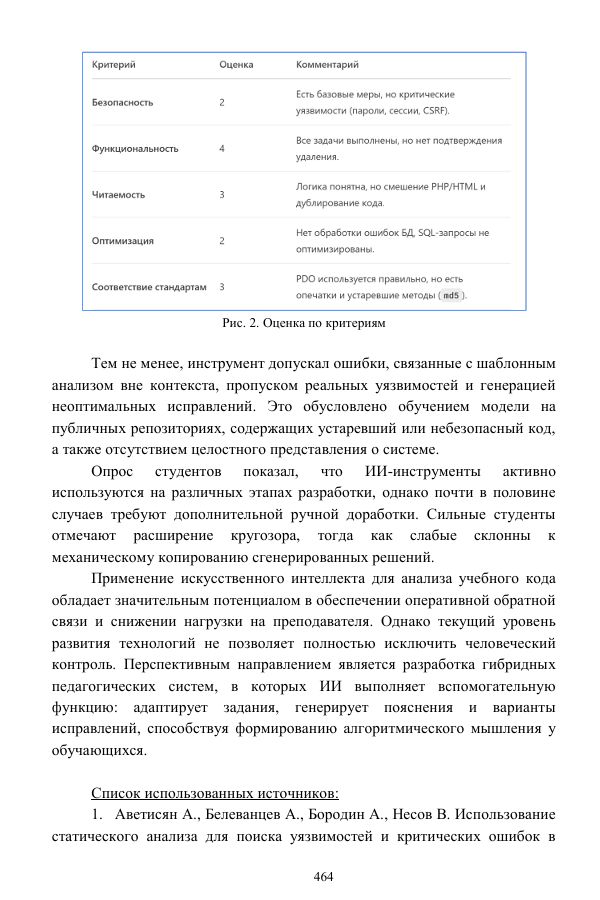 Критерий Оценка Комментарий
Безопасность 2 Есть базовые меры, но критические
уязвимости (пароли, сессии, CSRF).
Функциональность 4 Все задачи выполнены, но нет подтверждения
удаления.
Читаемость 3 Логика понятна, но смешение PHP/HTML и
дублирование кода.
Оптимизация 2 Нет обработки ошибок БД, SQL-запросы не
оптимизированы.
Соответствие стандартам 3 PDO используется правильно, но есть
опечатки и устаревшие методы ( md5 ).
Рис. 2. Оценка по критериям
Тем не менее, инструмент допускал ошибки, связанные с шаблонным
анализом вне контекста, пропуском реальных уязвимостей и генерацией
неоптимальных исправлений. Это обусловлено обучением модели на
публичных репозиториях, содержащих устаревший или небезопасный код,
а также отсутствием целостного представления о системе.
Опрос студентов показал, что ИИ-инструменты активно
используются на различных этапах разработки, однако почти в половине
случаев требуют дополнительной ручной доработки. Сильные студенты
отмечают расширение кругозора, тогда как слабые склонны к
механическому копированию сгенерированных решений.
Применение искусственного интеллекта для анализа учебного кода
обладает значительным потенциалом в обеспечении оперативной обратной
связи и снижении нагрузки на преподавателя. Однако текущий уровень
развития технологий не позволяет полностью исключить человеческий
контроль. Перспективным направлением является разработка гибридных
педагогических систем, в которых ИИ выполняет вспомогательную
функцию: адаптирует задания, генерирует пояснения и варианты
исправлений, способствуя формированию алгоритмического мышления у
обучающихся.
Список использованных источников:
1. Аветисян А., Белеванцев А., Бородин А., Несов В. Использование
статического анализа для поиска уязвимостей и критических ошибок в
464